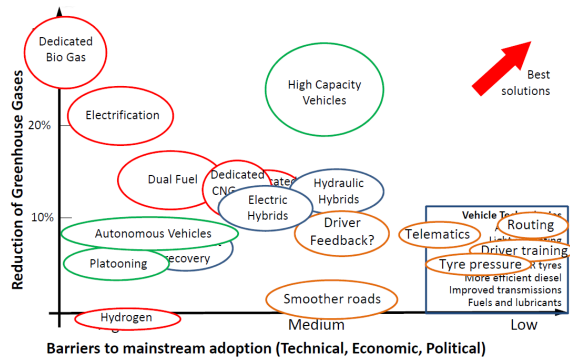 Dedicated
Bio Gas
Electrification
High Capacity
Vehicles
Best
solutions
Reduction of Greenhouse Gases
20%
10%
Dual Fuel
Dedicated
CNG
Electric
Hybrids
Hydraulic
Hybrids
Autonomous Vehicles
Platooning
Driver
Feedback?
Telematics
Vehicle
Routing
Driver training
Tyre pressure
tyres
More efficient diesel
Improved transmissions
Fuels and lubricants
Smoother roads
Hydrogen
Medium
Low
Barriers to mainstream adoption (Technical, Economic, Political)